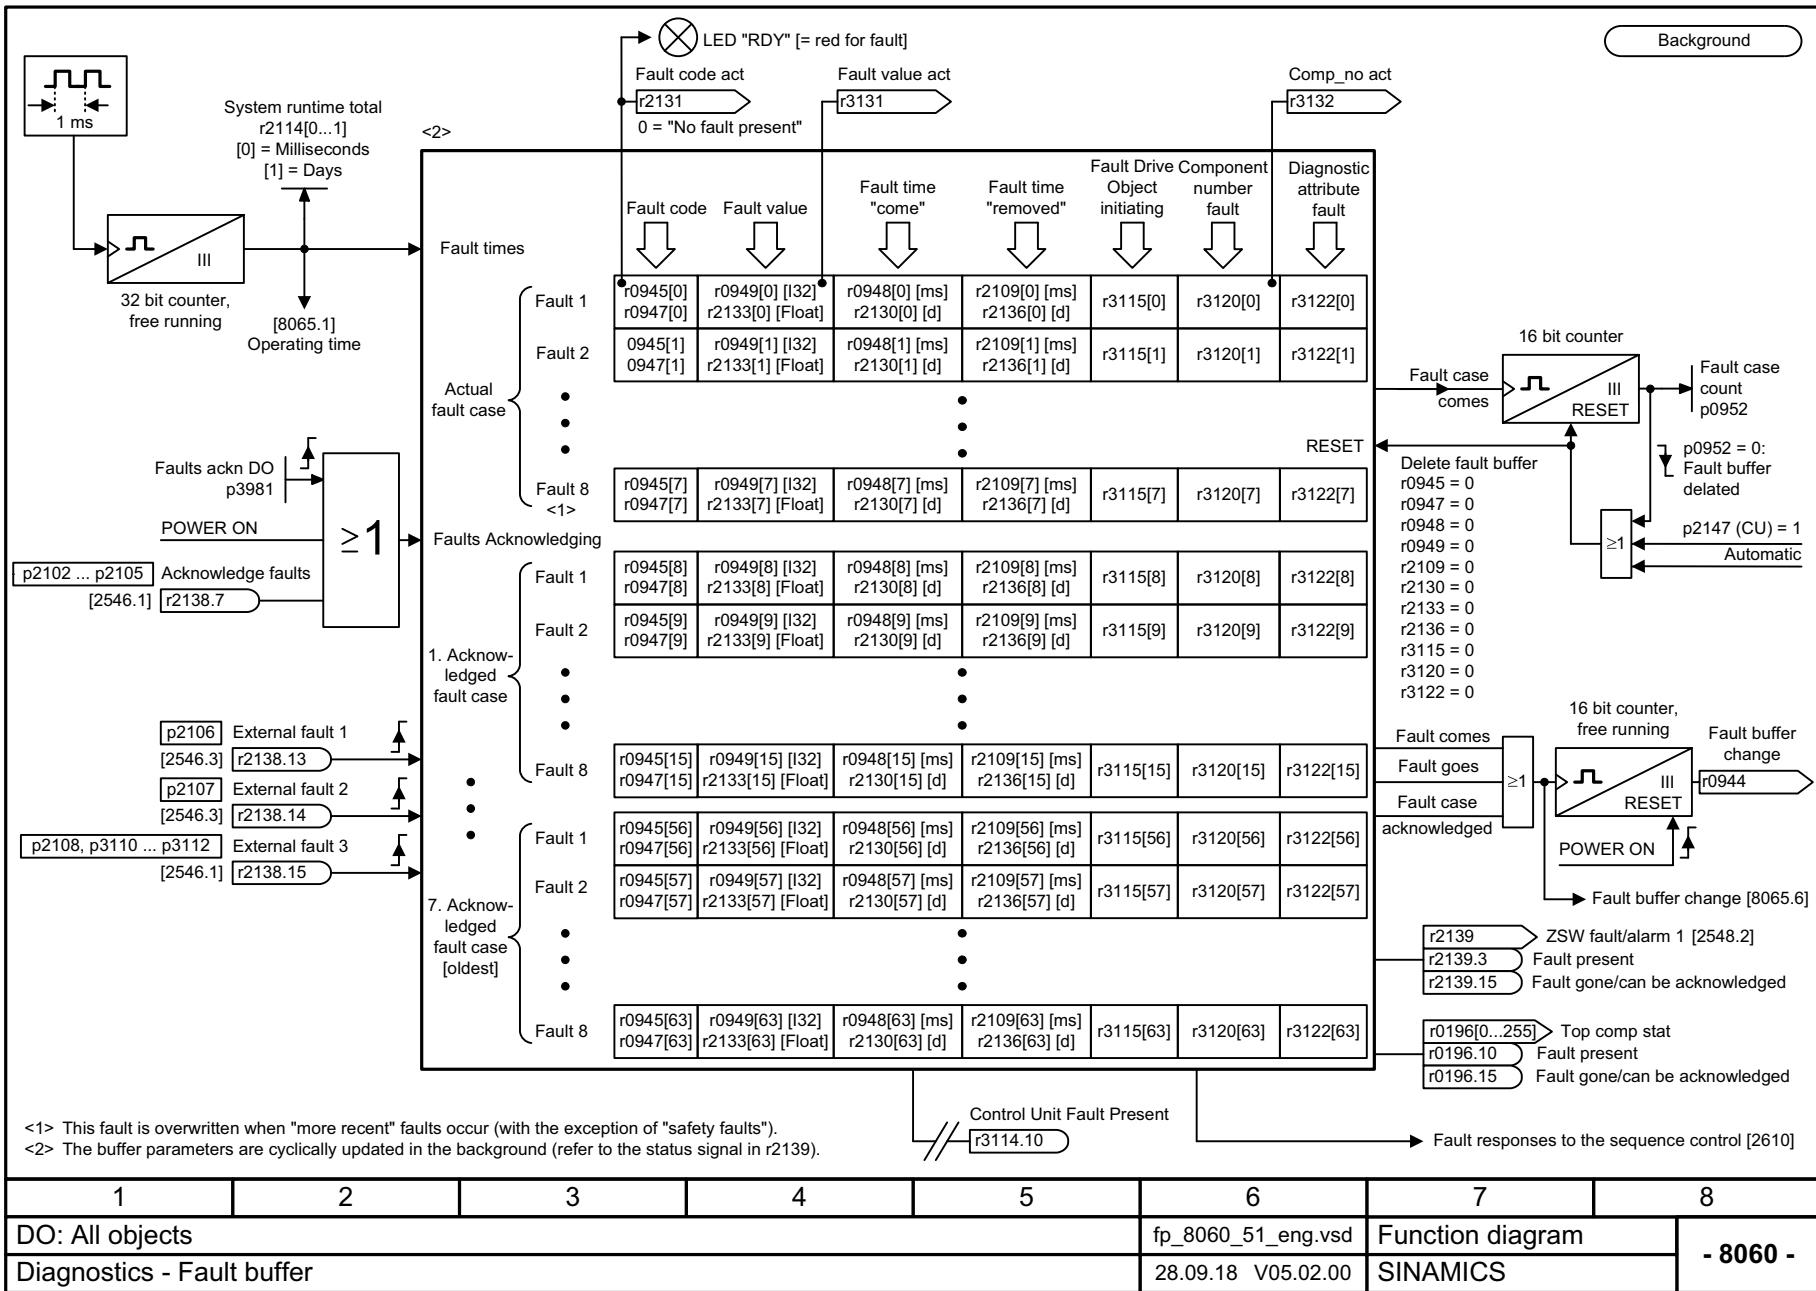 LED "RDY" [= red for fault]
Background
Fault code act
r2131
0 = "No fault present"
Fault value act
r3131
Comp_no act
r3132
1 ms
System runtime total
r2114[0...1]
[0] = Milliseconds
[1] = Days
<2>
III
32 bit counter,
free running
[8065.1]
Operating time
Fault times
Fault code
Fault value
Fault time
"come"
Fault time
"removed"
Fault Drive
Object
initiating
Component
number
fault
Diagnostic
attribute
fault
Actual
fault case
Fault 1
r0945[0]
r0947[0]
r0949[0] [I32]
r2133[0] [Float]
r0948[0] [ms]
r2130[0] [d]
r2109[0] [ms]
r2136[0] [d]
r3115[0]
r3120[0]
r3122[0]
Fault 2
0945[1]
0947[1]
r0949[1] [I32]
r2133[1] [Float]
r0948[1] [ms]
r2130[1] [d]
r2109[1] [ms]
r2136[1] [d]
r3115[1]
r3120[1]
r3122[1]
Fault 8
<1>
r0945[7]
r0947[7]
r0949[7] [I32]
r2133[7] [Float]
r0948[7] [ms]
r2130[7] [d]
r2109[7] [ms]
r2136[7] [d]
r3115[7]
r3120[7]
r3122[7]
Faults ackn DO
p3981
POWER ON
p2102 ... p2105
Acknowledge faults
[2546.1]
r2138.7
≥1
Faults Acknowledging
1. Acknow-
ledged
fault case
Fault 1
r0945[8]
r0947[8]
r0949[8] [I32]
r2133[8] [Float]
r0948[8] [ms]
r2130[8] [d]
r2109[8] [ms]
r2136[8] [d]
r3115[8]
r3120[8]
r3122[8]
Fault 2
r0945[9]
r0947[9]
r0949[9] [I32]
r2133[9] [Float]
r0948[9] [ms]
r2130[9] [d]
r2109[9] [ms]
r2136[9] [d]
r3115[9]
r3120[9]
r3122[9]
Fault 8
r0945[15]
r0947[15]
r0949[15] [I32]
r2133[15] [Float]
r0948[15] [ms]
r2130[15] [d]
r2109[15] [ms]
r2136[15] [d]
r3115[15]
r3120[15]
r3122[15]
p2106
External fault 1
[2546.3]
r2138.13
p2107
External fault 2
[2546.3]
r2138.14
p2108, p3110 ... p3112
External fault 3
[2546.1]
r2138.15
7. Acknow-
ledged
fault case
[oldest]
Fault 1
r0945[56]
r0947[56]
r0949[56] [I32]
r2133[56] [Float]
r0948[56] [ms]
r2130[56] [d]
r2109[56] [ms]
r2136[56] [d]
r3115[56]
r3120[56]
r3122[56]
Fault 2
r0945[57]
r0947[57]
r0949[57] [I32]
r2133[57] [Float]
r0948[57] [ms]
r2130[57] [d]
r2109[57] [ms]
r2136[57] [d]
r3115[57]
r3120[57]
r3122[57]
Fault 8
r0945[63]
r0947[63]
r0949[63] [I32]
r2133[63] [Float]
r0948[63] [ms]
r2130[63] [d]
r2109[63] [ms]
r2136[63] [d]
r3115[63]
r3120[63]
r3122[63]
16 bit counter
Fault case
comes
III
RESET
Fault case
count
p0952
RESET
p0952 = 0:
Fault buffer
delated
Delete fault buffer
r0945 = 0
r0947 = 0
r0948 = 0
r0949 = 0
r2109 = 0
r2130 = 0
r2133 = 0
r2136 = 0
r3115 = 0
r3120 = 0
r3122 = 0
≥1
p2147 (CU) = 1
Automatic
16 bit counter,
free running
Fault comes
Fault goes
Fault case
acknowledged
≥1
III
RESET
Fault buffer
change
r0944
POWER ON
Fault buffer change [8065.6]
r2139
ZSW fault/alarm 1 [2548.2]
r2139.3
Fault present
r2139.15
Fault gone/can be acknowledged
r0196[0...255]
Top comp stat
r0196.10
Fault present
r0196.15
Fault gone/can be acknowledged
Control Unit Fault Present
r3114.10
Fault responses to the sequence control [2610]
<1> This fault is overwritten when "more recent" faults occur (with the exception of "safety faults").
<2> The buffer parameters are cyclically updated in the background (refer to the status signal in r2139).
1 2 3 4 5 6 7 8
DO: All objects
fp_8060_51_eng.vsd
Function diagram
- 8060 -
Diagnostics - Fault buffer
28.09.18 V05.02.00
SINAMICS